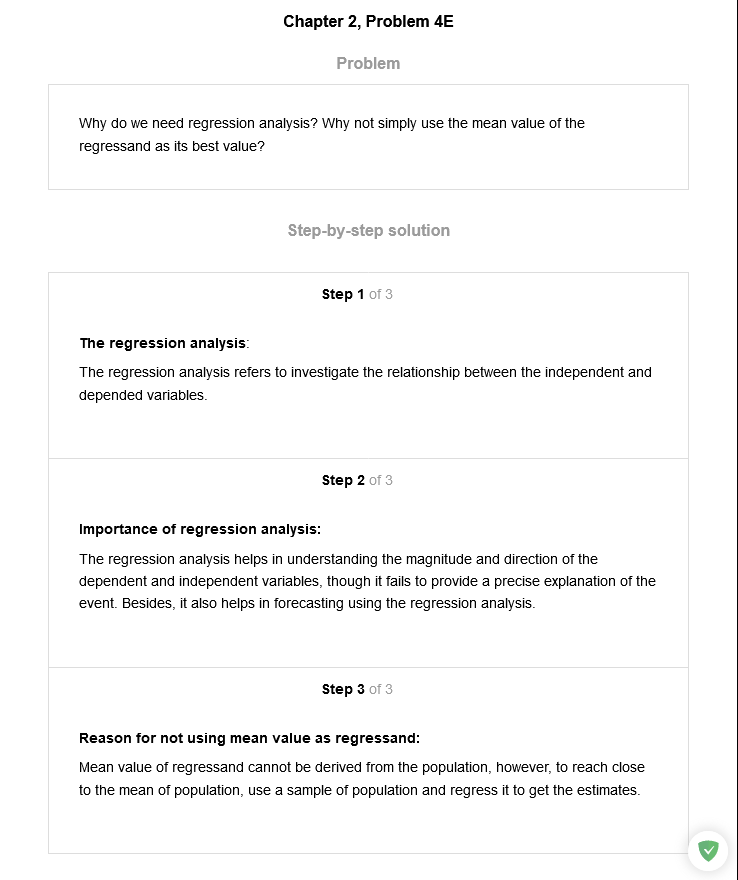 Chapter 2, Problem 4E
Problem
Why do we need regression analysis? Why not simply use the mean value of the
regressand as its best value?
Step-by-step solution
Step 1 of 3
The regression analysis:
The regression analysis refers to investigate the relationship between the independent and
depended variables.
Step 2 of 3
Importance of regression analysis:
The regression analysis helps in understanding the magnitude and direction of the
dependent and independent variables, though it fails to provide a precise explanation of the
event. Besides, it also helps in forecasting using the regression analysis.
Step 3 of 3
Reason for not using mean value as regressand:
Mean value of regressand cannot be derived from the population, however, to reach close
to the mean of population, use a sample of population and regress it to get the estimates.